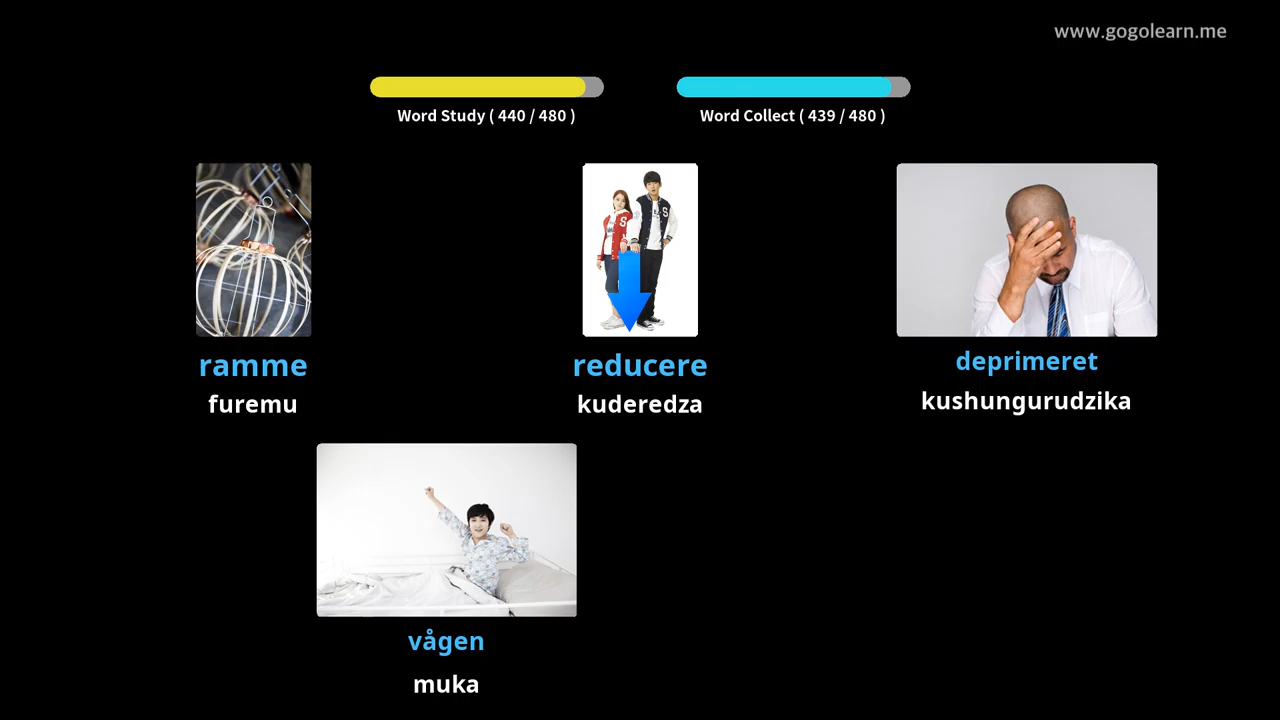 www.gogolearn.me
Word Study ( 440 / 480 )
Word Collect ( 439 / 480 )
S
S
ramme
furemu
reducere
kuderedza
deprimeret
kushungurudzika
vågen
muka